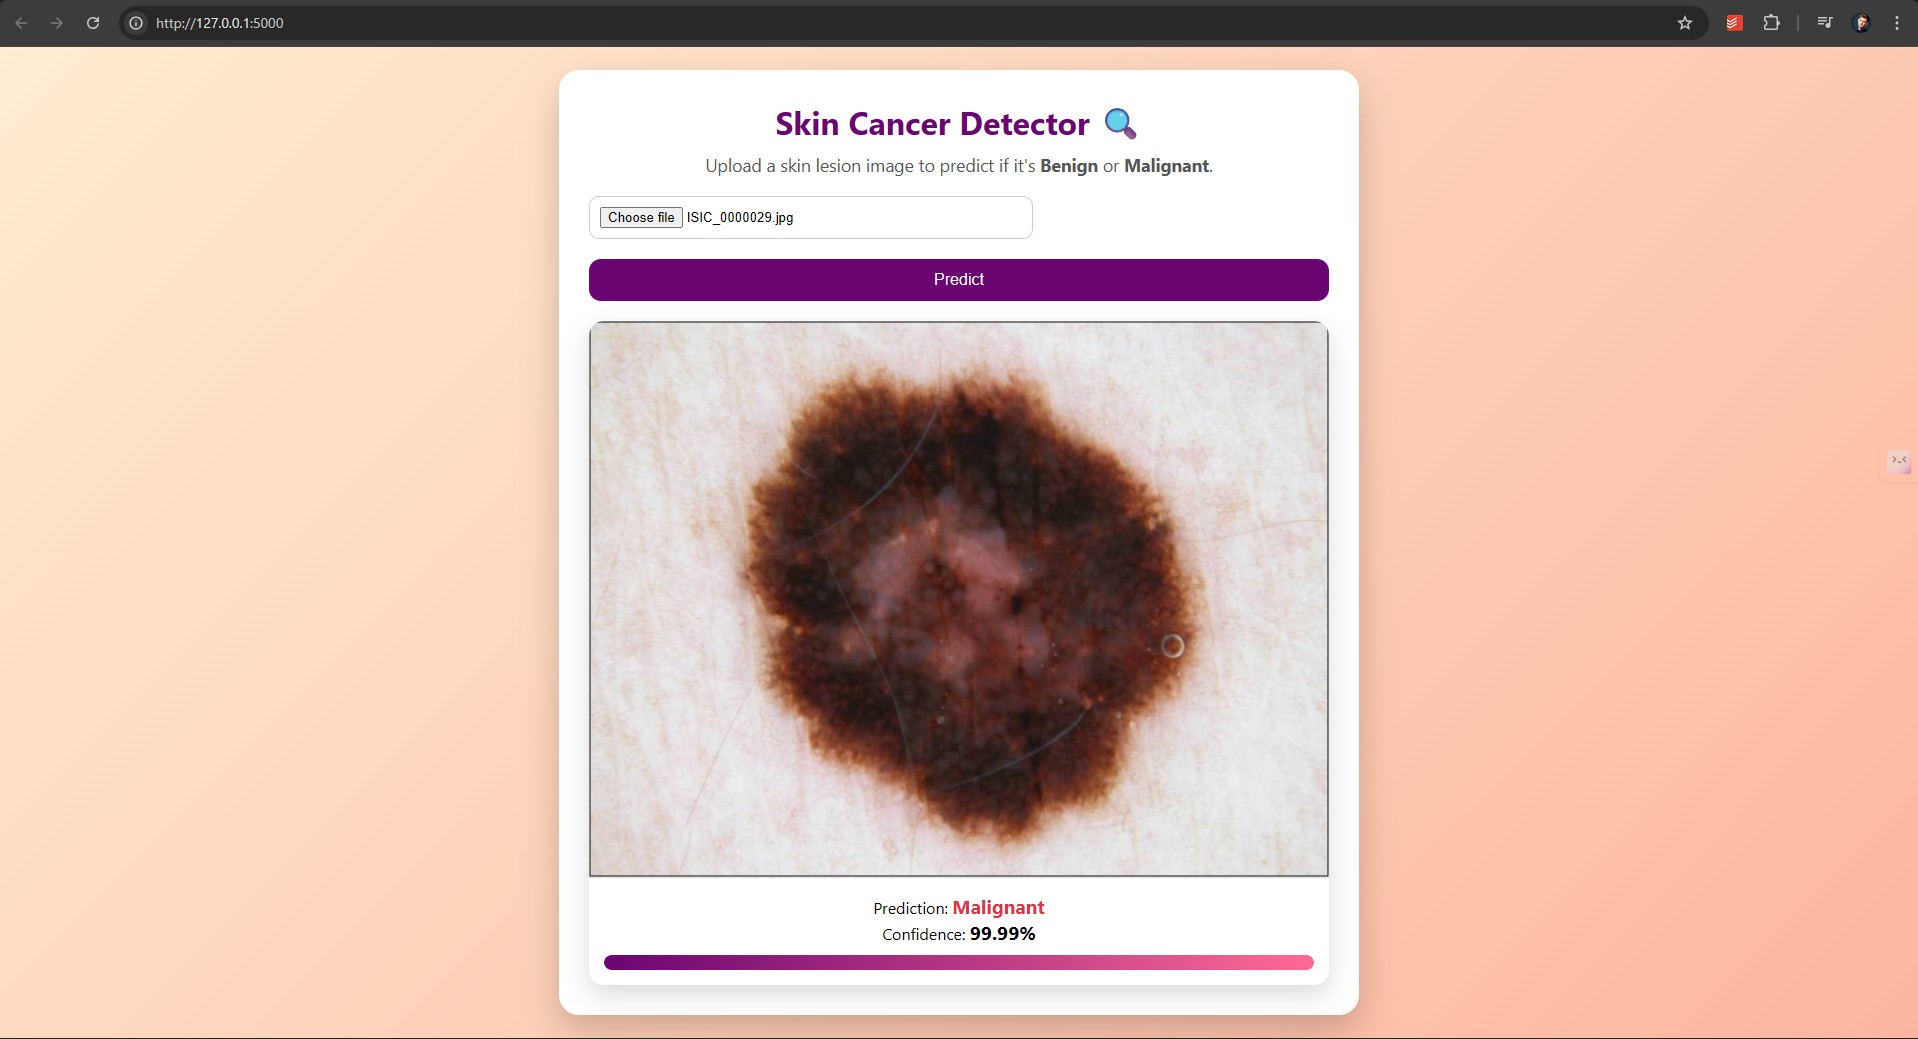 http://127.0.0.1:5000
Skin Cancer Detector
Upload a skin lesion image to predict if it's Benign or Malignant.
Choose file ISIC_0000029.jpg
Predict
Prediction: Malignant
Confidence: 99.99%